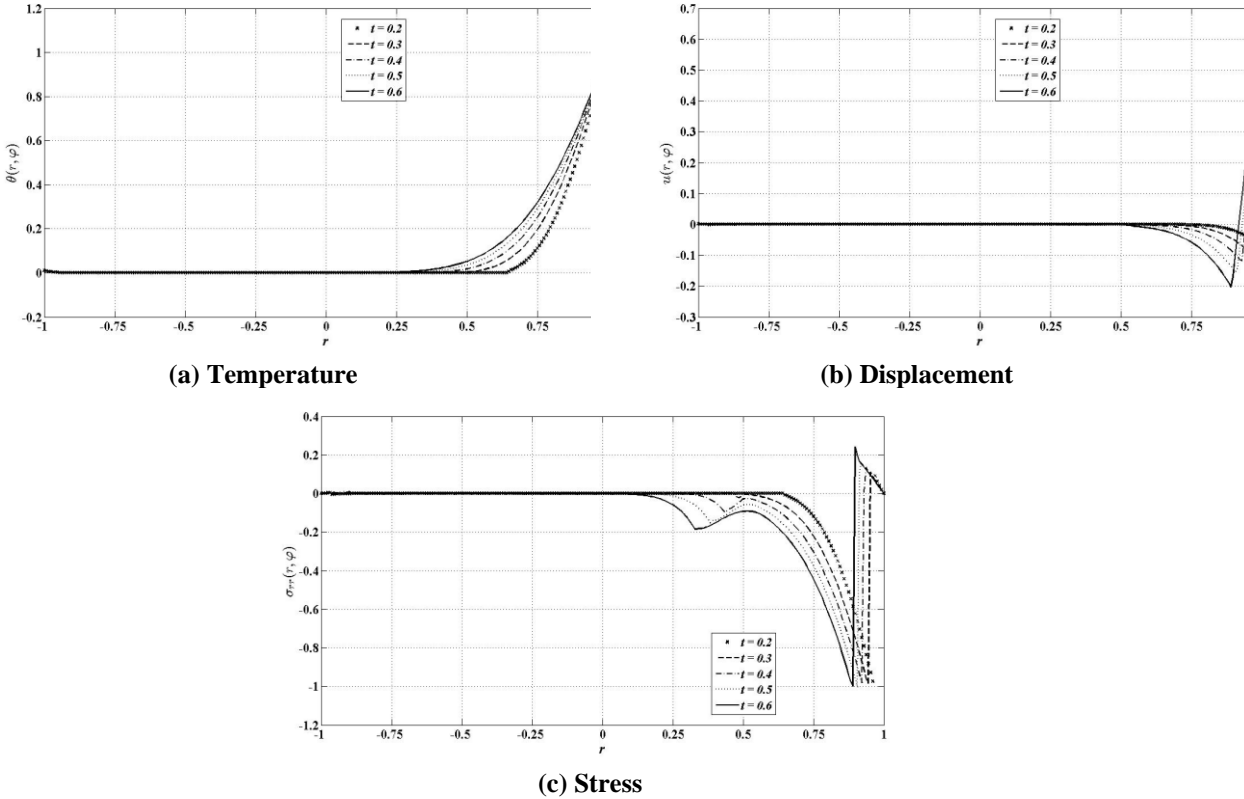 1.2
1
0.8
0.6
0.4
0.2
0
-0.2
θ(r, φ)
-1 -0.75 -0.5 -0.25 0 0.25 0.5 0.75
r
t = 0.2
t = 0.3
t = 0.4
t = 0.5
t = 0.6
(a) Temperature
0.7
0.6
0.5
0.4
0.3
0.2
0.1
0
-0.1
-0.2
-0.3
u(r, φ)
-1 -0.75 -0.5 -0.25 0 0.25 0.5 0.75
r
t = 0.2
t = 0.3
t = 0.4
t = 0.5
t = 0.6
(b) Displacement
0.4
0.2
0
-0.2
-0.4
-0.6
-0.8
-1
-1.2
σrr(r, φ)
-1 -0.75 -0.5 -0.25 0 0.25 0.5 0.75 1
r
t = 0.2
t = 0.3
t = 0.4
t = 0.5
t = 0.6
(c) Stress